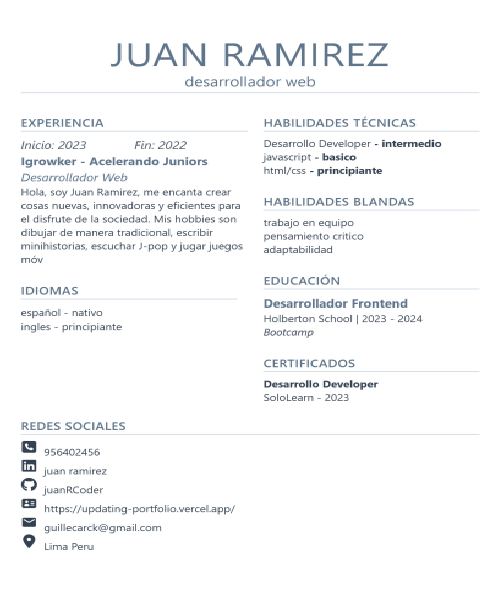 JUAN RAMIREZ
desarrollador web
EXPERIENCIA
Inicio: 2023 Fin: 2022
Igrowker - Acelerando Juniors
Desarrollador Web
Hola, soy Juan Ramirez, me encanta crear
cosas nuevas, innovadoras y eficientes para
el disfrute de la sociedad. Mis hobbies son
dibujar de manera tradicional, escribir
minihistorias, escuchar J-pop y jugar juegos
móv
IDIOMAS
español - nativo
ingles - principiante
HABILIDADES TÉCNICAS
Desarrollo Developer - intermedio
javascript - basico
html/css - principiante
HABILIDADES BLANDAS
trabajo en equipo
pensamiento critico
adaptabilidad
EDUCACIÓN
Desarrollador Frontend
Holberton School | 2023 - 2024
Bootcamp
CERTIFICADOS
Desarrollo Developer
SoloLearn - 2023
REDES SOCIALES
956402456
juan ramirez
juanRCoder
https://updating-portfolio.vercel.app/
guillecarck@gmail.com
Lima Peru